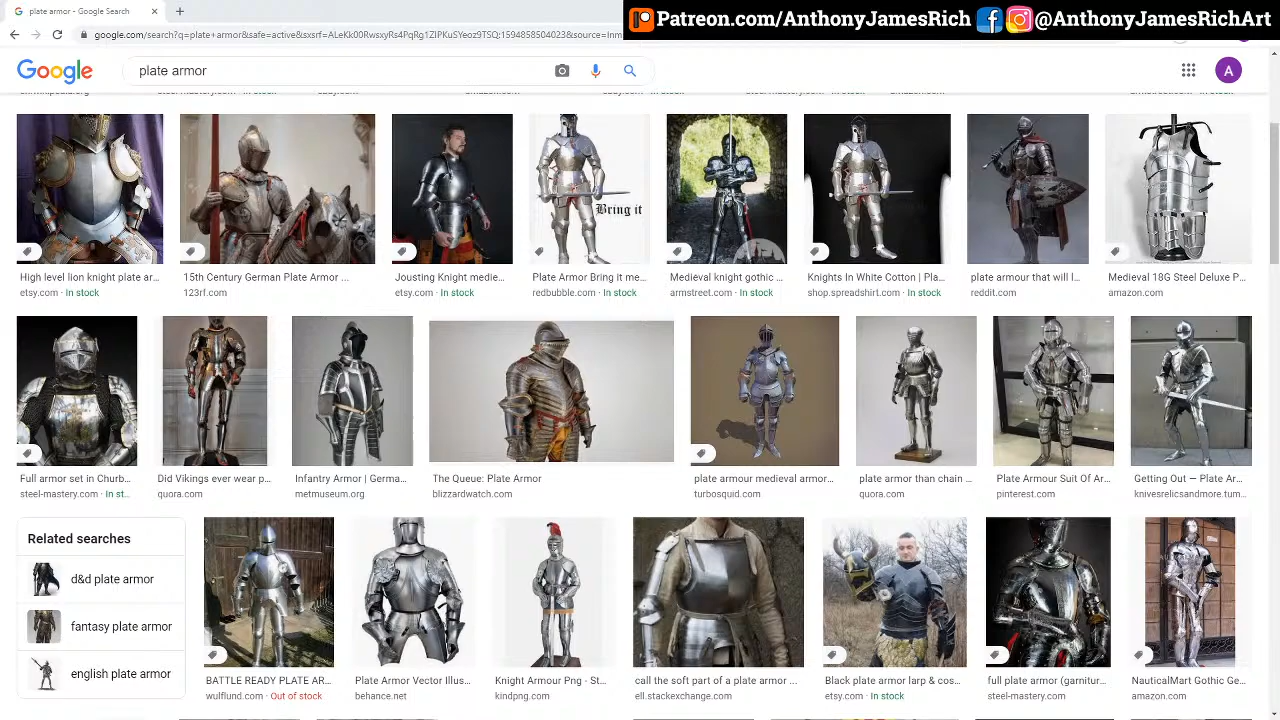 plate armor - Google Search
Patreon.com/AnthonyJamesRich @AnthonyJamesRichArt
Google
plate armor
A
Bring it
High level lion knight plate ar...
etsy.com · In stock
15th Century German Plate Armor ...
123rf.com
Jousting knight medie...
etsy.com · In stock
Plate Armor Bring it me...
redbubble.com · In stock
Medieval knight gothic ...
armstreet.com · In stock
Knights In White Cotton | Pla...
shop.spreadshirt.com · In stock
plate armour that will l...
reddit.com
Medieval 18G Steel Deluxe P...
amazon.com
Full armor set in Churb...
steel-mastery.com · In st...
Did Vikings ever wear p...
quora.com
Infantry Armor | Germa...
metmuseum.org
The Queue: Plate Armor
blizzardwatch.com
plate armour medieval armor...
turbosquid.com
plate armor than chain ...
quora.com
Plate Armour Suit Of Ar...
pinterest.com
Getting Out — Plate Ar...
knivesrelicsandmore.tum...
Related searches
d&d plate armor
fantasy plate armor
english plate armor
BATTLE READY PLATE AR...
wulflund.com · Out of stock
Plate Armor Vector Illus...
behance.net
Knight Armour Png - St...
kindpng.com
call the soft part of a plate armor ...
ell.stackexchange.com
Black plate armor larp & cos...
etsy.com · In stock
full plate armor (garnitur...
steel-mastery.com
NauticalMart Gothic Ge...
amazon.com